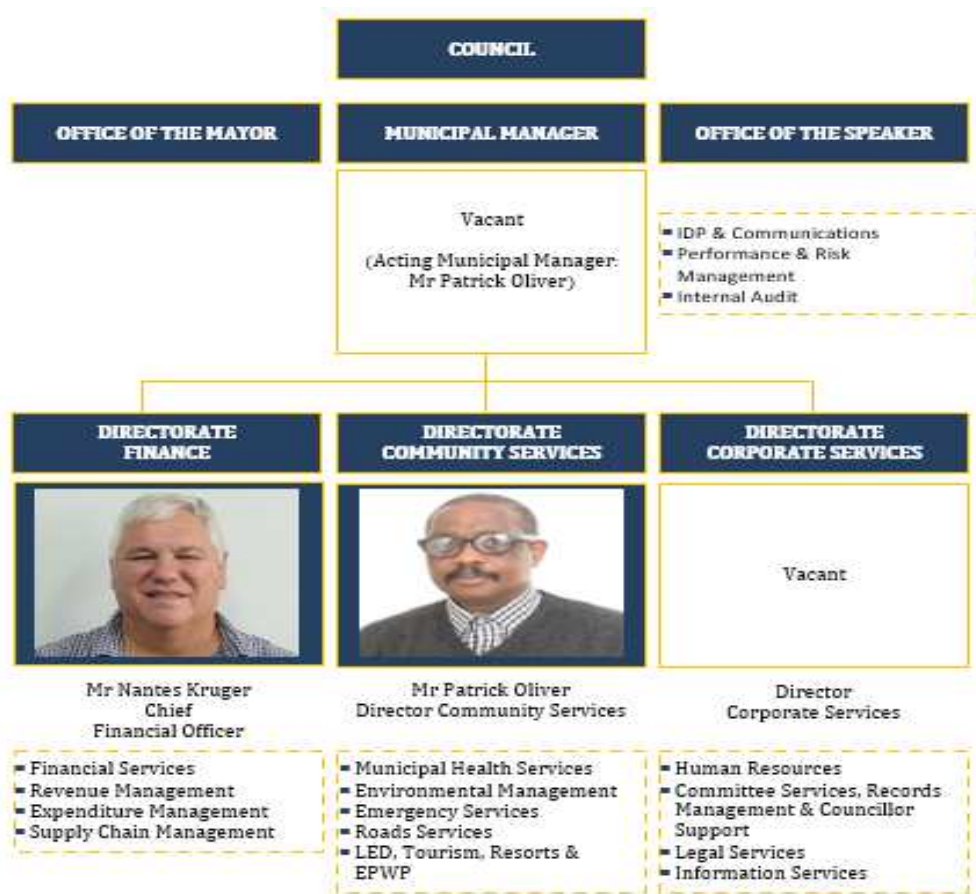 COUNCIL
OFFICE OF THE MAYOR
MUNICIPAL MANAGER
OFFICE OF THE SPEAKER
Vacant
(Acting Municipal Manager:
Mr Patrick Oliver)
IDP & Communications
Performance & Risk
Management
Internal Audit
DIRECTORATE
FINANCE
DIRECTORATE
COMMUNITY SERVICES
DIRECTORATE
CORPORATE SERVICES
Vacant
Mr Nantes Kruger
Chief
Financial Officer
Mr Patrick Oliver
Director Community Services
Director
Corporate Services
Financial Services
Revenue Management
Expenditure Management
Supply Chain Management
Municipal Health Services
Environmental Management
Emergency Services
Roads Services
LED, Tourism, Resorts &
EPWP
Human Resources
Committee Services, Records
Management & Councillor
Support
Legal Services
Information Services